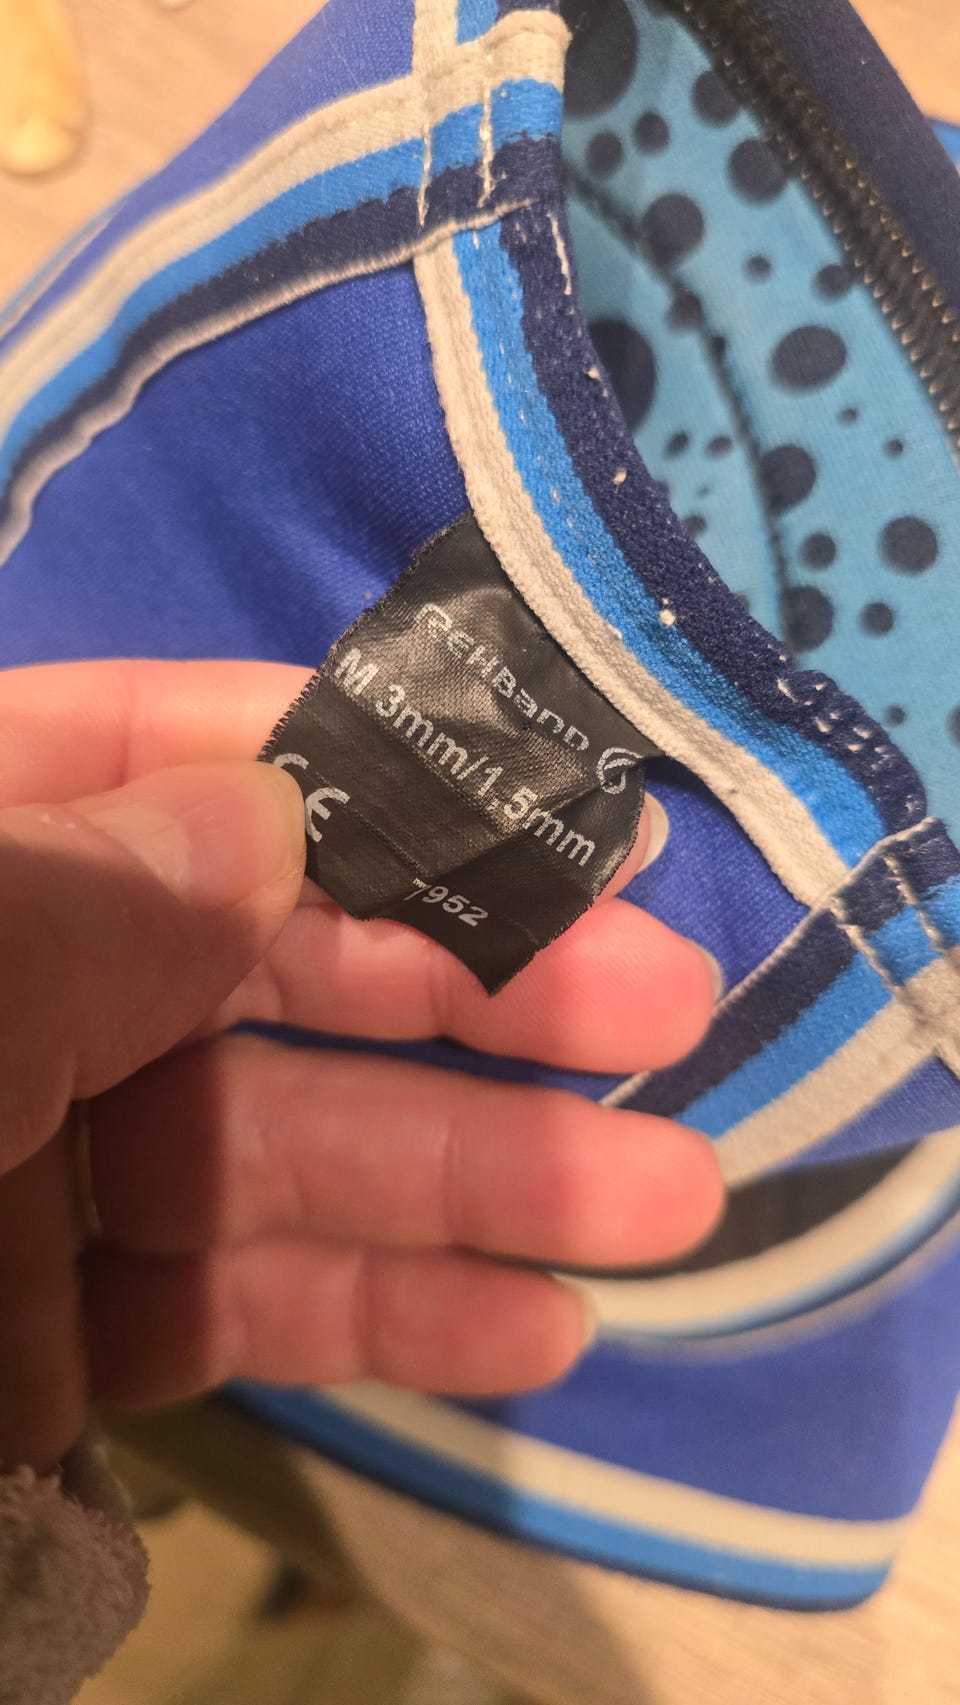 REHBAND
M 3mm/1,5mm
CE
7952